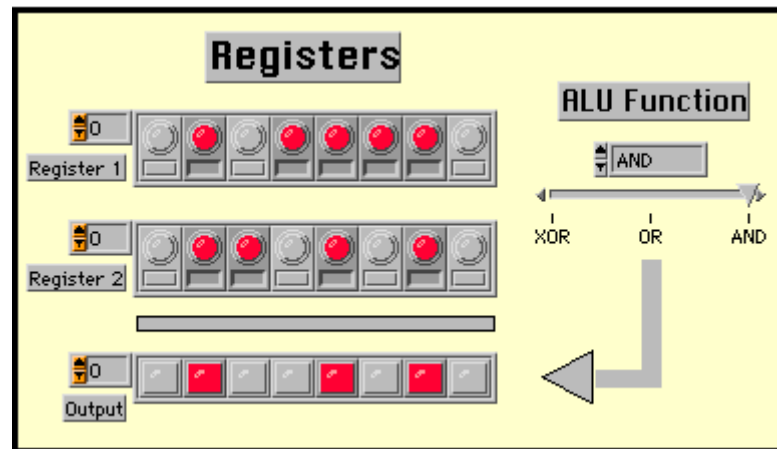 Registers
ALU Function
0
Register 1
AND
XOR OR AND
0
Register 2
0
Output